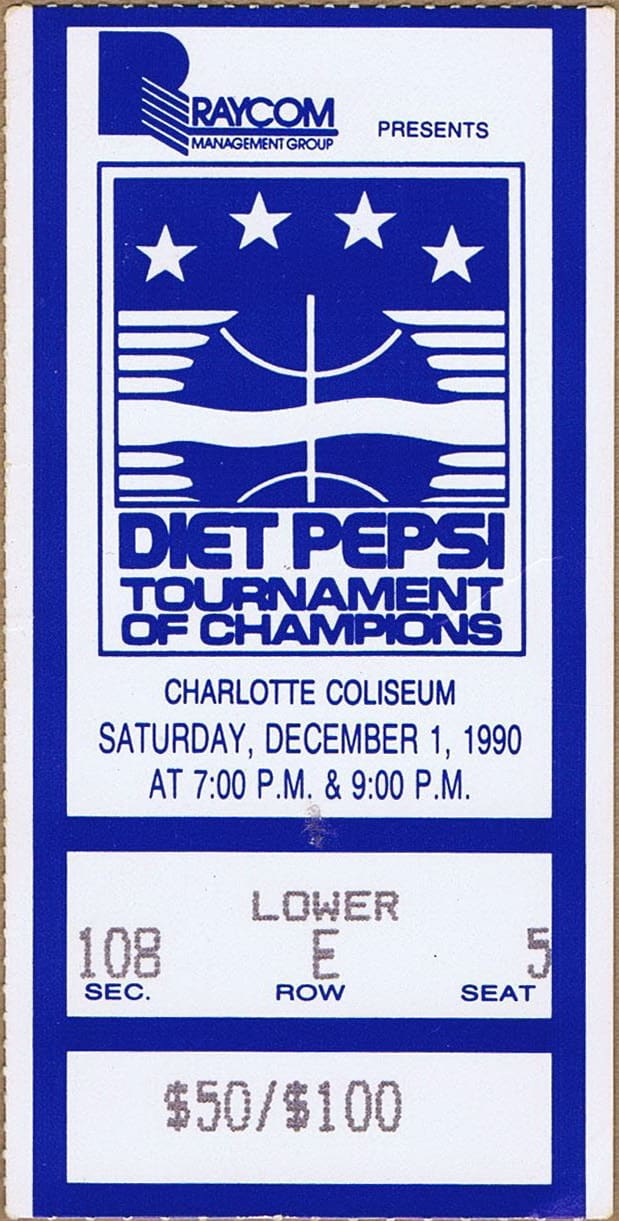 RAYCOM
MANAGEMENT GROUP
PRESENTS
DIET PEPSI
TOURNAMENT
OF CHAMPIONS
CHARLOTTE COLISEUM
SATURDAY, DECEMBER 1, 1990
AT 7:00 P.M. & 9:00 P.M.
LOWER
108 E 5
SEC. ROW SEAT
$50/$100